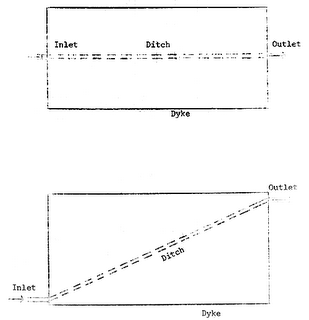 Inlet Ditch Outlet
Dyke
Outlet
Ditch
Inlet
Dyke